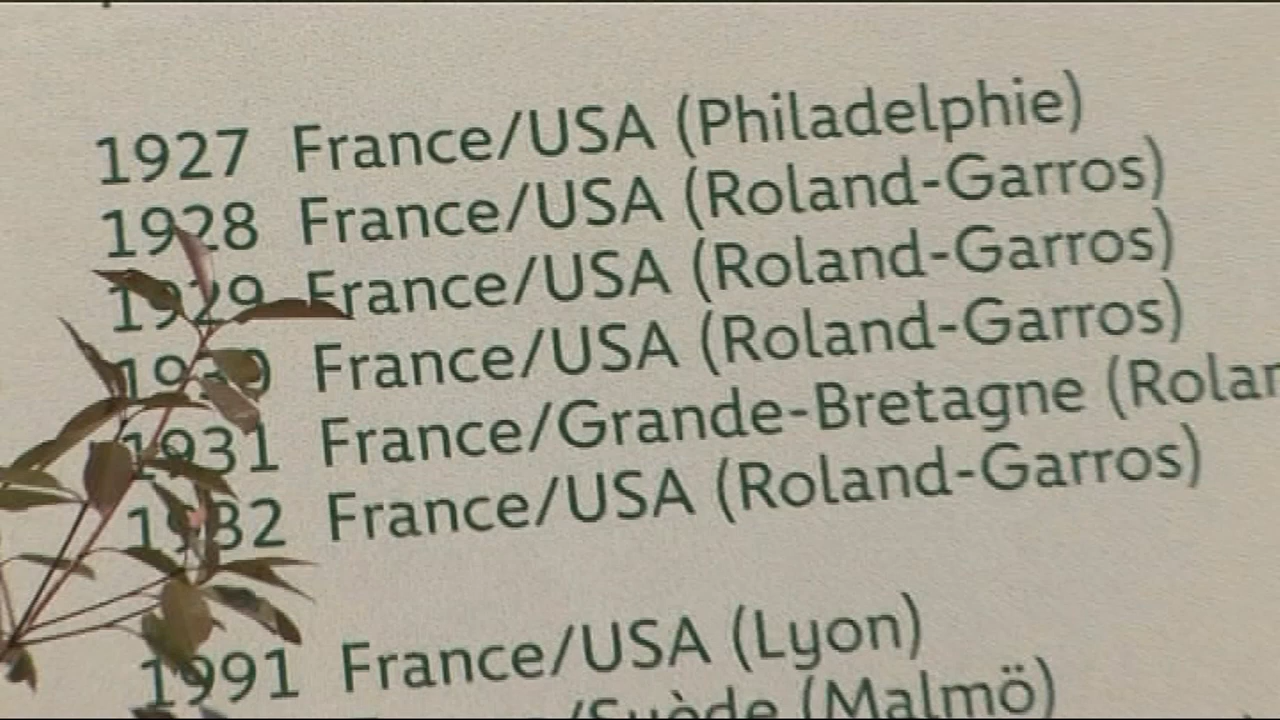 1927 France/USA (Philadelphie)
1928 France/USA (Roland-Garros)
1929 France/USA (Roland-Garros)
France/USA (Roland-Garros)
1931 France/Grande-Bretagne (Rolan
1932 France/USA (Roland-Garros)
1991 France/USA (Lyon)
/Suède (Malmö)